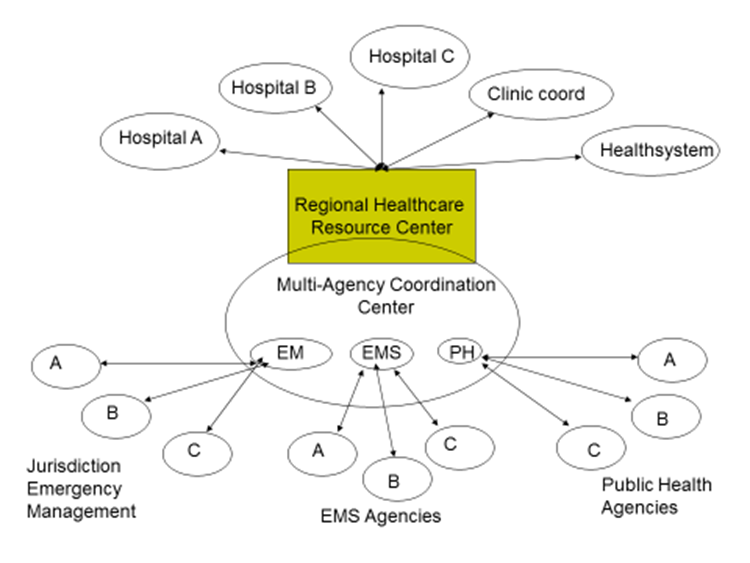 Hospital C
Hospital B
Clinic coord
Hospital A
Healthsystem
Regional Healthcare
Resource Center
Multi-Agency Coordination
Center
EM
EMS
PH
A
B
C
Jurisdiction
Emergency
Management
A
B
C
EMS Agencies
A
B
C
Public Health
Agencies